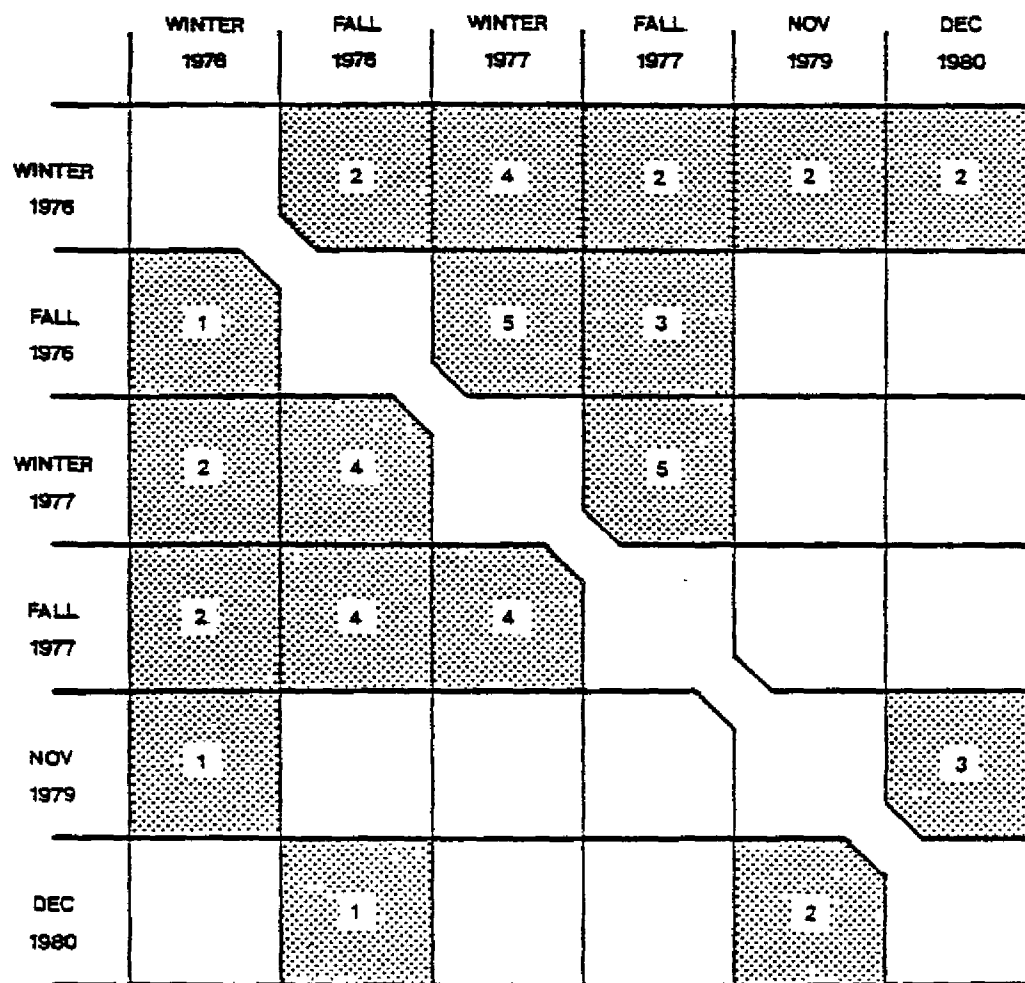 WINTER FALL WINTER FALL NOV DEC
1976 1976 1977 1977 1979 1980
WINTER 2 4 2 2 2
1976
FALL 1 5 3
1976
WINTER 2 4 5
1977
FALL 2 4 4
1977
NOV 1 3
1979
DEC 1 2
1980